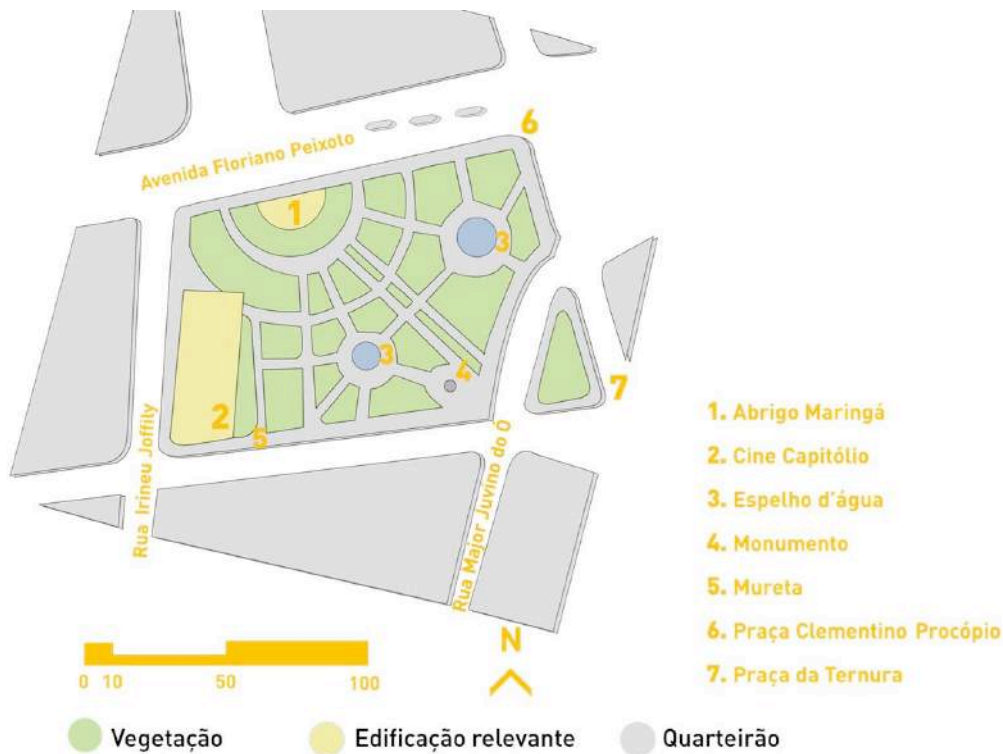 6
Avenida Floriano Peixoto
1
3
3
4
7
2
5
Rua Irineu Joffily
Rua Major Juvino do Ó
1. Abrigo Maringá
2. Cine Capitólio
3. Espelho d'água
4. Monumento
5. Mureta
6. Praça Clementino Procópio
7. Praça da Ternura
N
0 10 50 100
Vegetação
Edificação relevante
Quarteirão